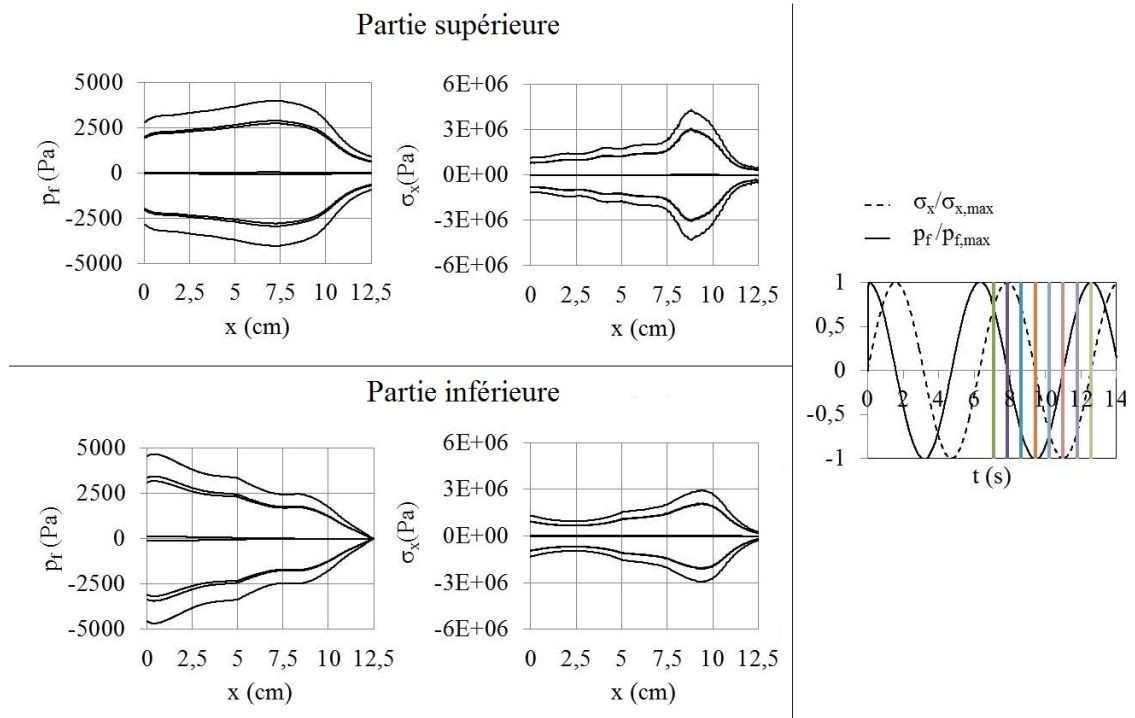 Partie supérieure
p_f (Pa)
5000
2500
0
-2500
-5000
0 2,5 5 7,5 10 12,5
x (cm)
σ_x(Pa)
6E+06
3E+06
0E+00
-3E+06
-6E+06
0 2,5 5 7,5 10 12,5
x (cm)
Partie inférieure
p_f (Pa)
5000
2500
0
-2500
-5000
0 2,5 5 7,5 10 12,5
x (cm)
σ_x(Pa)
6E+06
3E+06
0E+00
-3E+06
-6E+06
0 2,5 5 7,5 10 12,5
x (cm)
σ_x/σ_x,max
p_f/p_f,max
1
0,5
0
-0,5
-1
0 2 4 6 8 10 12 14
t (s)